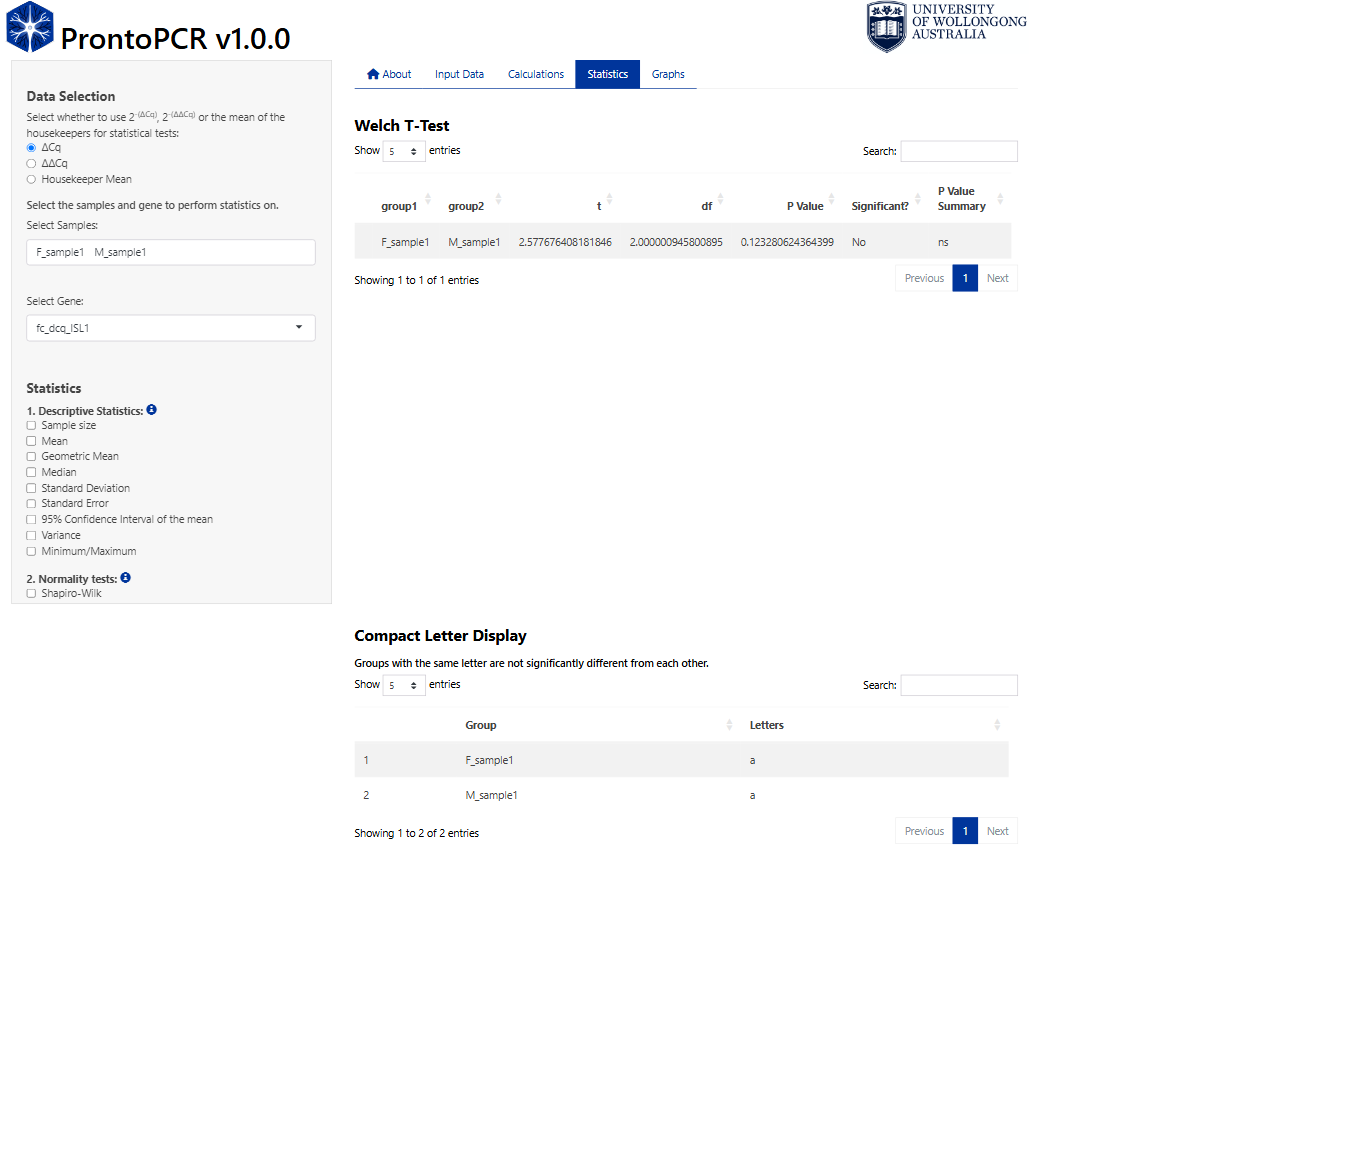 ProntoPCR v1.0.0
UNIVERSITY
OF WOLLONGONG
AUSTRALIA
Data Selection
Select whether to use 2^-(ΔCq), 2^-(ΔΔCq) or the mean of the
housekeepers for statistical tests:
ΔCq
ΔΔCq
Housekeeper Mean
Select the samples and gene to perform statistics on.
Select Samples:
F_sample1 M_sample1
Select Gene:
fc_dcq_ISL1
Statistics
1. Descriptive Statistics:
Sample size
Mean
Geometric Mean
Median
Standard Deviation
Standard Error
95% Confidence Interval of the mean
Variance
Minimum/Maximum
2. Normality tests:
Shapiro-Wilk
About Input Data Calculations Statistics Graphs
Welch T-Test
Show 5 entries Search:
group1 group2 t df P Value Significant? P Value Summary
F_sample1 M_sample1 2.577676408181846 2.000000945800895 0.123280624364399 No ns
Showing 1 to 1 of 1 entries Previous 1 Next
Compact Letter Display
Groups with the same letter are not significantly different from each other.
Show 5 entries Search:
Group Letters
1 F_sample1 a
2 M_sample1 a
Showing 1 to 2 of 2 entries Previous 1 Next